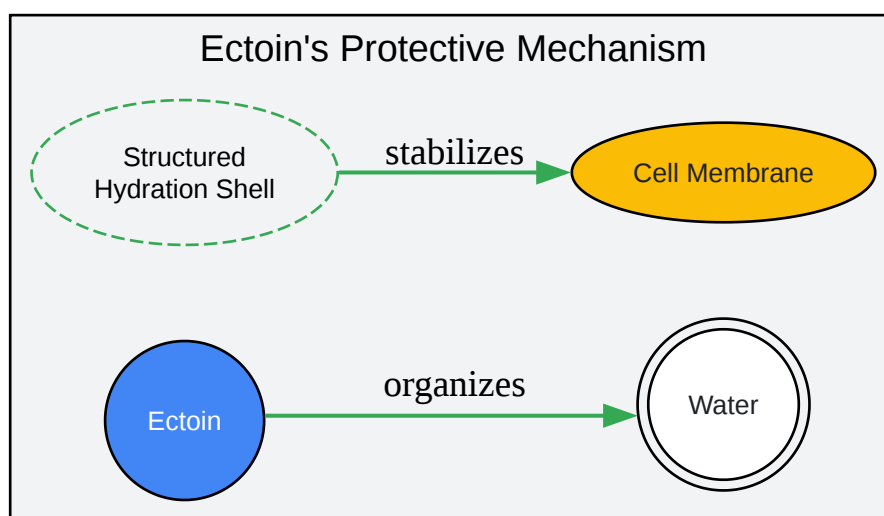 Ectoin's Protective Mechanism
Structured
Hydration Shell
stabilizes
Cell Membrane
Ectoin
organizes
Water